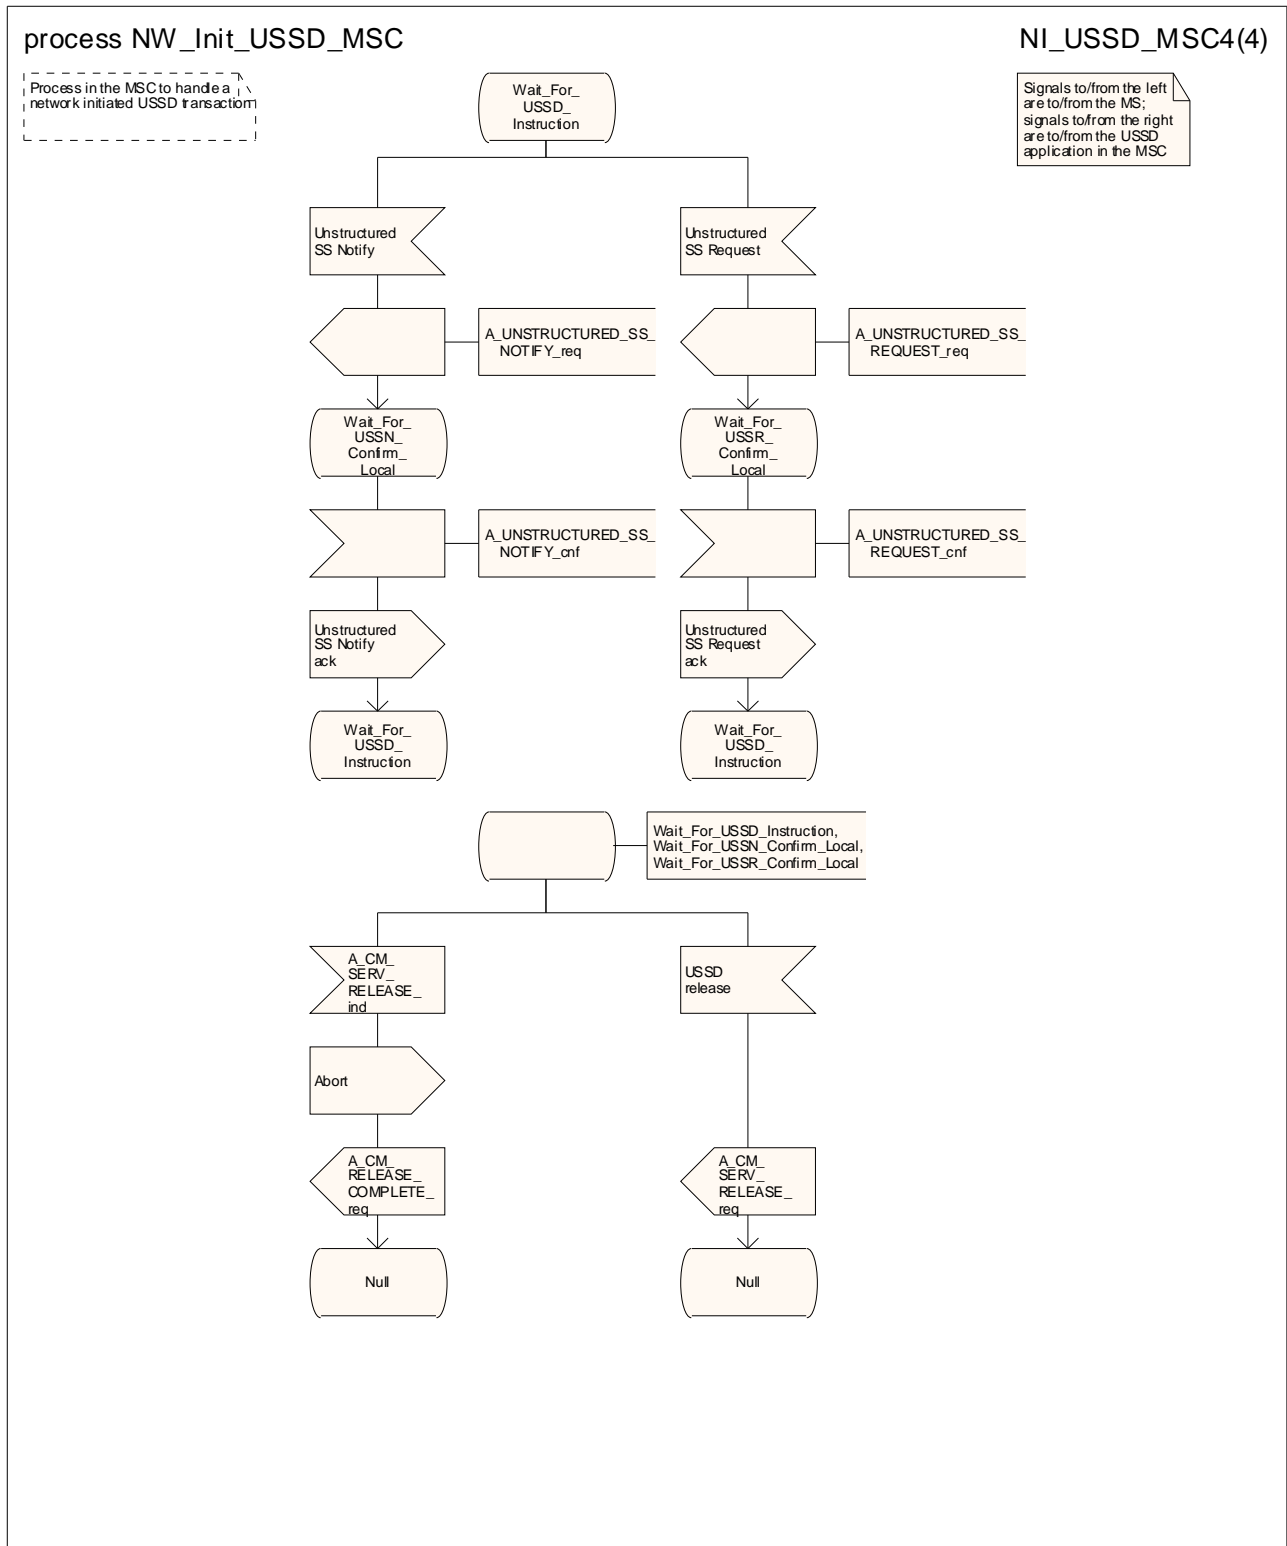 process NW_Init_USSD_MSC
NI_USSD_MSC4(4)
Process in the MSC to handle a
network initiated USSD transaction
Signals to/from the left
are to/from the MS;
signals to/from the right
are to/from the USSD
application in the MSC
Wait_For_
USSD_
Instruction
Unstructured
SS Notify
Unstructured
SS Request
A_UNSTRUCTURED_SS_
NOTIFY_req
A_UNSTRUCTURED_SS_
REQUEST_req
Wait_For_
USSN_
Confirm_
Local
Wait_For_
USSR_
Confirm_
Local
A_UNSTRUCTURED_SS_
NOTIFY_cnf
A_UNSTRUCTURED_SS_
REQUEST_cnf
Unstructured
SS Notify
ack
Unstructured
SS Request
ack
Wait_For_
USSD_
Instruction
Wait_For_
USSD_
Instruction
Wait_For_USSD_Instruction,
Wait_For_USSN_Confirm_Local,
Wait_For_USSR_Confirm_Local
A_CM_
SERV_
RELEASE_
ind
USSD
release
Abort
A_CM_
RELEASE_
COMPLETE_
req
A_CM_
SERV_
RELEASE_
req
Null
Null